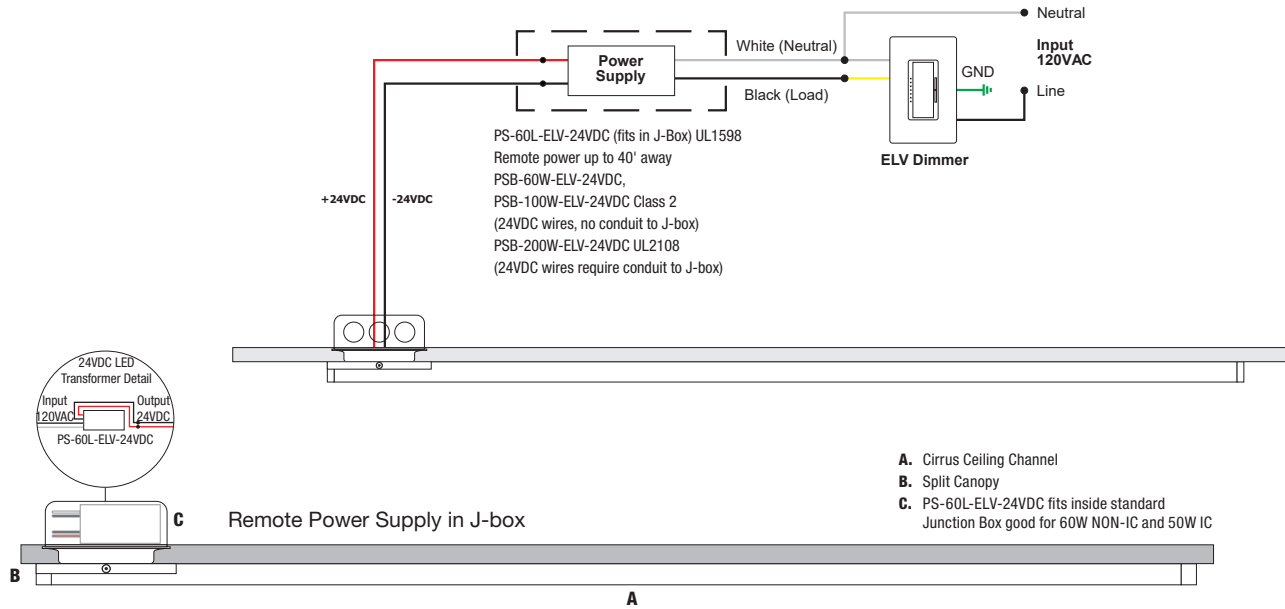 Neutral
Input
120VAC
Line
White (Neutral)
Power
Supply
GND
Black (Load)
ELV Dimmer
PS-60L-ELV-24VDC (fits in J-Box) UL1598
Remote power up to 40' away
PSB-60W-ELV-24VDC,
PSB-100W-ELV-24VDC Class 2
(24VDC wires, no conduit to J-box)
PSB-200W-ELV-24VDC UL2108
(24VDC wires require conduit to J-box)
+24VDC
-24VDC
24VDC LED
Transformer Detail
Input
Output
120VAC
24VDC
PS-60L-ELV-24VDC
A. Cirrus Ceiling Channel
B. Split Canopy
C. PS-60L-ELV-24VDC fits inside standard
Junction Box good for 60W NON-IC and 50W IC
C
Remote Power Supply in J-box
B
A